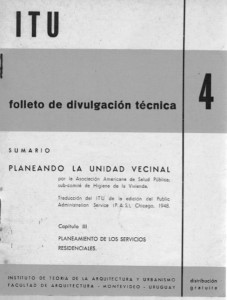 ITU
folleto de divulgación técnica
4
SUMARIO
PLANEANDO LA UNIDAD VECINAL
por la Asociación Americana de Salud Pública,
sub-comité de Higiene de la Vivienda.
Traducción del ITU de la edición del Public
Administration Service (P.A.S.), Chicago, 1948.
Capítulo III
PLANEAMIENTO DE LOS SERVICIOS
RESIDENCIALES.
INSTITUTO DE TEORIA DE LA ARQUITECTURA Y URBANISMO
FACULTAD DE ARQUITECTURA - MONTEVIDEO - URUGUAY
distribución
gratuita